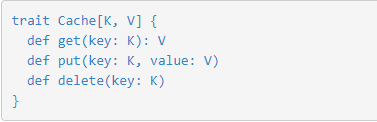 trait Cache[K, V] {
  def get(key: K): V
  def put(key: K, value: V)
  def delete(key: K)
}